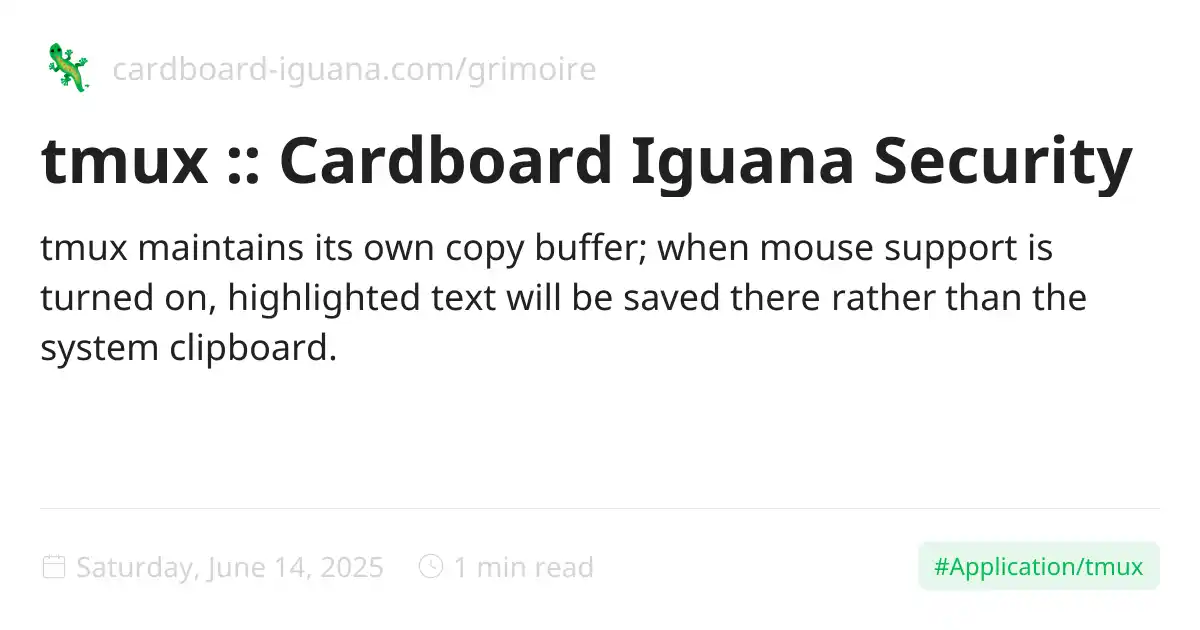 cardboard-iguana.com/grimoire
tmux :: Cardboard Iguana Security
tmux maintains its own copy buffer; when mouse support is
turned on, highlighted text will be saved there rather than the
system clipboard.
Saturday, June 14, 2025 1 min read #Application/tmux